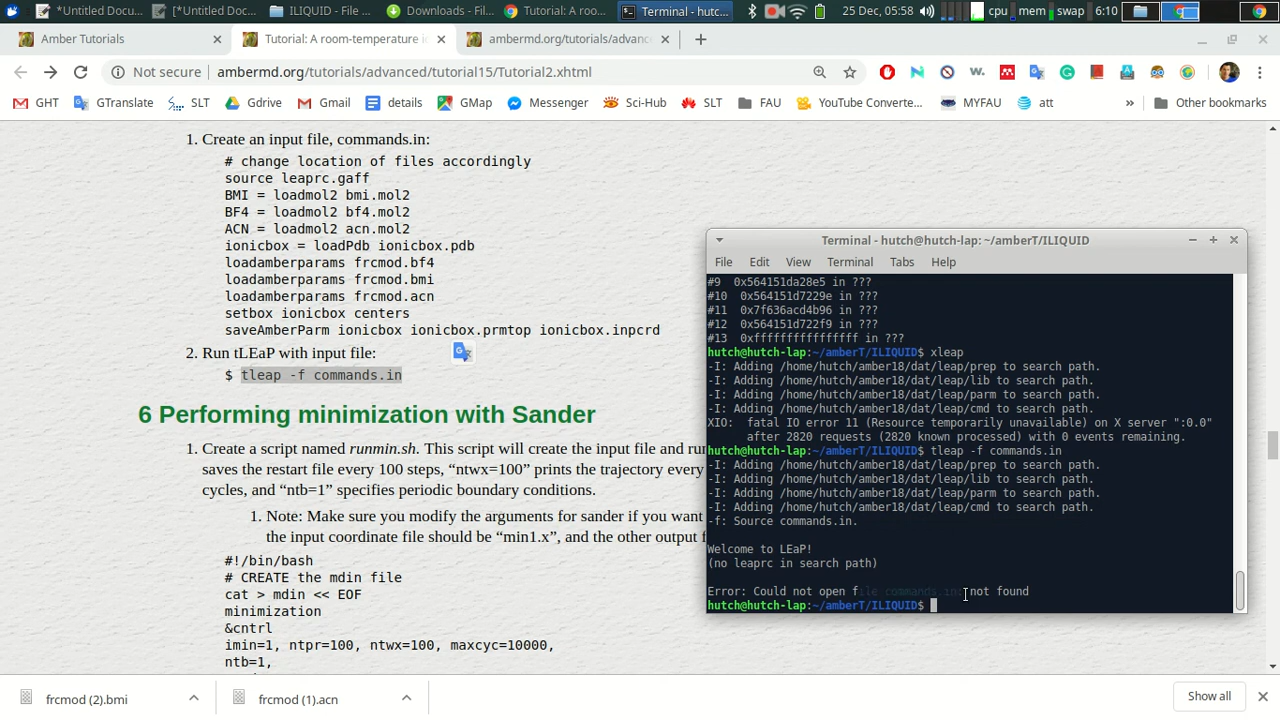 *Untitled Docu...
[*Untitled Doc...
ILIQUID - File ...
Downloads - Fil...
Tutorial: A roo...
Terminal - hutc...
25 Dec, 05:58
cpu
mem
swap
6:10
Amber Tutorials
Tutorial: A room-temperature i
ambermd.org/tutorials/advanc
Not secure
ambermd.org/tutorials/advanced/tutorial15/Tutorial2.xhtml
GHT
GTranslate
SLT
Gdrive
Gmail
details
GMap
Messenger
Sci-Hub
SLT
FAU
YouTube Converte...
MYFAU
att
»
Other bookmarks
1. Create an input file, commands.in:
# change location of files accordingly
source leaprc.gaff
BMI = loadmol2 bmi.mol2
BF4 = loadmol2 bf4.mol2
ACN = loadmol2 acn.mol2
ionicbox = loadPdb ionicbox.pdb
loadamberparams frcmod.bf4
loadamberparams frcmod.bmi
loadamberparams frcmod.acn
setbox ionicbox centers
saveAmberParm ionicbox ionicbox.prmtop ionicbox.inpcrd
2. Run tLEaP with input file:
$ tleap -f commands.in
6 Performing minimization with Sander
1. Create a script named runmin.sh. This script will create the input file and run
saves the restart file every 100 steps, “ntwx=100” prints the trajectory every
cycles, and “ntb=1” specifies periodic boundary conditions.
1. Note: Make sure you modify the arguments for sander if you want
the input coordinate file should be “min1.x”, and the other output f
#!/bin/bash
# CREATE the mdin file
cat > mdin << EOF
minimization
&cntrl
imin=1, ntpr=100, ntwx=100, maxcyc=10000,
ntb=1,
Terminal - hutch@hutch-lap: ~/amberT/ILIQUID
File Edit View Terminal Tabs Help
#9 0x564151da28e5 in ???
#10 0x564151d7229e in ???
#11 0x7f636acd4b96 in ???
#12 0x564151d722f9 in ???
#13 0xffffffffffffffff in ???
hutch@hutch-lap:~/amberT/ILIQUID$ xleap
-I: Adding /home/hutch/amber18/dat/leap/prep to search path.
-I: Adding /home/hutch/amber18/dat/leap/lib to search path.
-I: Adding /home/hutch/amber18/dat/leap/parm to search path.
-I: Adding /home/hutch/amber18/dat/leap/cmd to search path.
XIO: fatal IO error 11 (Resource temporarily unavailable) on X server ":0.0"
after 2820 requests (2820 known processed) with 0 events remaining.
hutch@hutch-lap:~/amberT/ILIQUID$ tleap -f commands.in
-I: Adding /home/hutch/amber18/dat/leap/prep to search path.
-I: Adding /home/hutch/amber18/dat/leap/lib to search path.
-I: Adding /home/hutch/amber18/dat/leap/parm to search path.
-I: Adding /home/hutch/amber18/dat/leap/cmd to search path.
-f: Source commands.in.
Welcome to LEaP!
(no leaprc in search path)
Error: Could not open file commands.in: not found
hutch@hutch-lap:~/amberT/ILIQUID$
frcmod (2).bmi
frcmod (1).acn
Show all